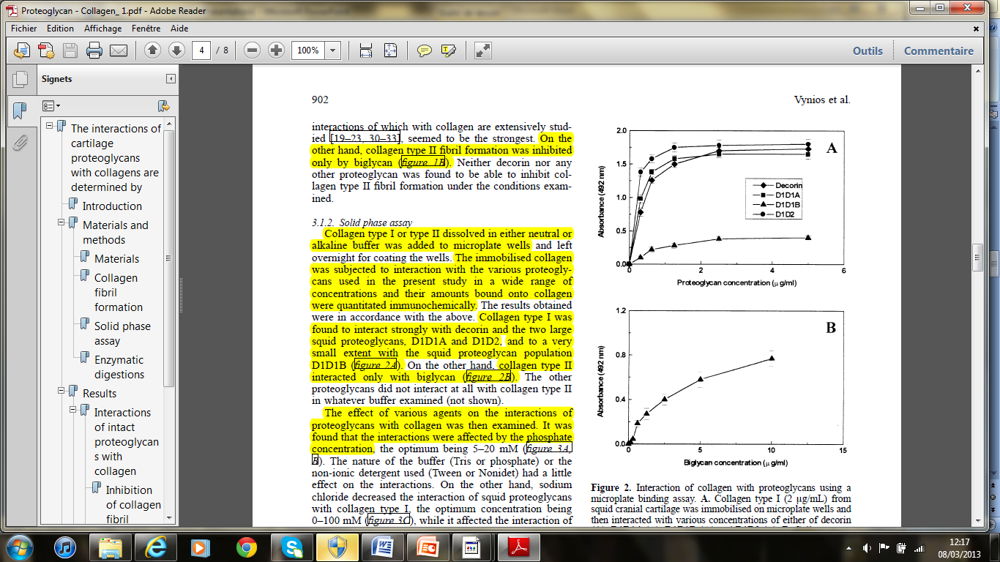 Proteoglycan - Collagen_ 1.pdf - Adobe Reader
Fichier Edition Affichage Fenêtre Aide
4 / 8 100% Outils Commentaire
Signets
The interactions of
cartilage
proteoglycans
with collagens are
determined by
Introduction
Materials and
methods
Materials
Collagen
fibril
formation
Solid phase
assay
Enzymatic
digestions
Results
Interactions
of intact
proteoglycan
s with
collagen
Inhibition
of collagen
fibril
902 Vynios et al.
interactions of which with collagen are extensively stud-
ied [19–23, 30–33], seemed to be the strongest. On the
other hand, collagen type II fibril formation was inhibited
only by biglycan (figure 1B). Neither decorin nor any
other proteoglycan was found to be able to inhibit col-
lagen type II fibril formation under the conditions exam-
ined.
3.1.2. Solid phase assay
Collagen type I or type II dissolved in either neutral or
alkaline buffer was added to microplate wells and left
overnight for coating the wells. The immobilised collagen
was subjected to interaction with the various proteogly-
cans used in the present study in a wide range of
concentrations and their amounts bound onto collagen
were quantitated immunochemically. The results obtained
were in accordance with the above. Collagen type I was
found to interact strongly with decorin and the two large
squid proteoglycans, D1D1A and D1D2, and to a very
small extent with the squid proteoglycan population
D1D1B (figure 2A). On the other hand, collagen type II
interacted only with biglycan (figure 2B). The other
proteoglycans did not interact at all with collagen type II
in whatever buffer examined (not shown).
The effect of various agents on the interactions of
proteoglycans with collagen was then examined. It was
found that the interactions were affected by the phosphate
concentration, the optimum being 5–20 mM (figure 3A,
B). The nature of the buffer (Tris or phosphate) or the
non-ionic detergent used (Tween or Nonidet) had a little
effect on the interactions. On the other hand, sodium
chloride decreased the interaction of squid proteoglycans
with collagen type I, the optimum concentration being
0–100 mM (figure 3C), while it affected the interaction of
A
Absorbance (492 nm)
2.0
1.5
1.0
0.5
0.0
Decorin
D1D1A
D1D1B
D1D2
0 2 4 6
Proteoglycan concentration (μg/ml)
B
Absorbance (492 nm)
1.2
0.8
0.4
0.0
0 5 10 15
Biglycan concentration (μg/ml)
Figure 2. Interaction of collagen with proteoglycans using a
microplate binding assay. A. Collagen type I (2 μg/mL) from
squid cranial cartilage was immobilised on microplate wells and
then interacted with various concentrations of either of decorin
12:17
08/03/2013